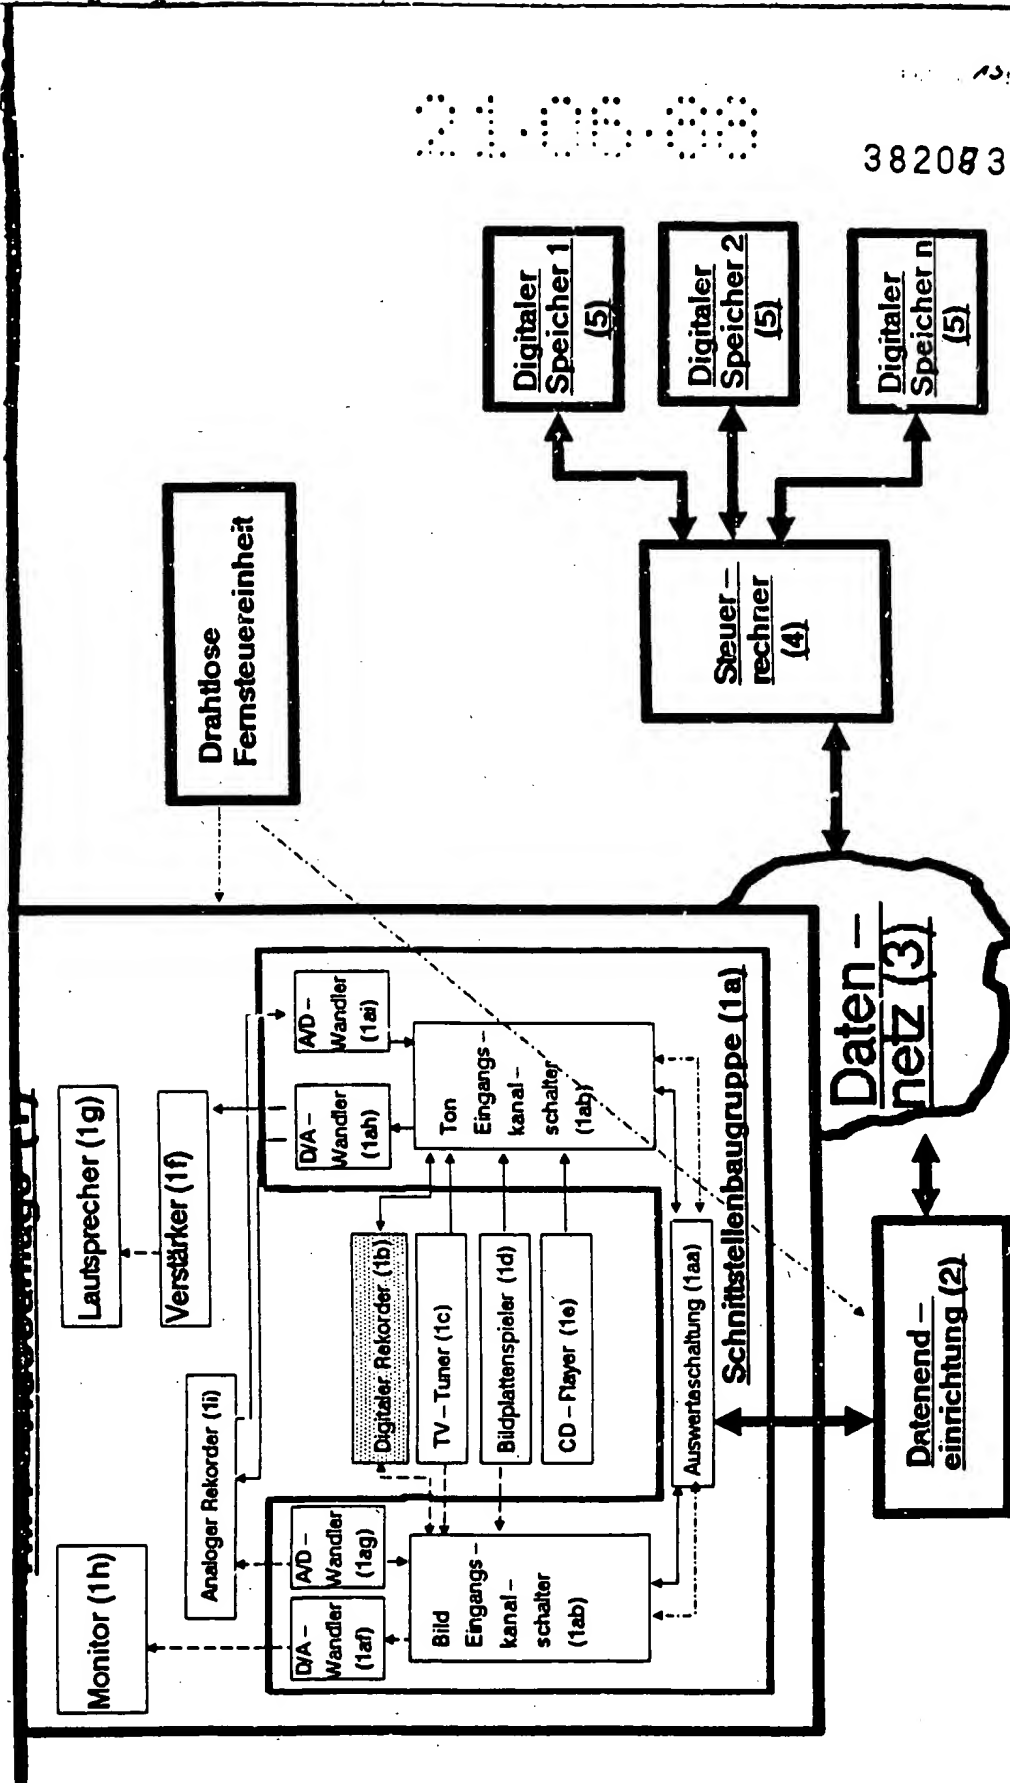 21·06·88
382083
Digitaler
Speicher 1
(5)
Digitaler
Speicher 2
(5)
Digitaler
Speicher n
(5)
Drahtlose
Fernsteuereinheit
Steuer–
rechner
(4)
Daten–
netz (3)
Datenend–
einrichtung (2)
Lautsprecher (1g)
Verstärker (1f)
Monitor (1h)
Analoger Rekorder (1i)
A/D–
Wandler
(1ai)
D/A–
Wandler
(1ah)
Ton
Eingangs–
kanal–
schalter
(1ab)
Digitaler Rekorder (1b)
TV–Tuner (1c)
Bildplattenspieler (1d)
CD–Player (1e)
Auswerteschaltung (1aa)
Schnittstellenbaugruppe (1a)
A/D–
Wandler
(1ag)
D/A–
Wandler
(1af)
Bild
Eingangs–
kanal–
schalter
(1ab)